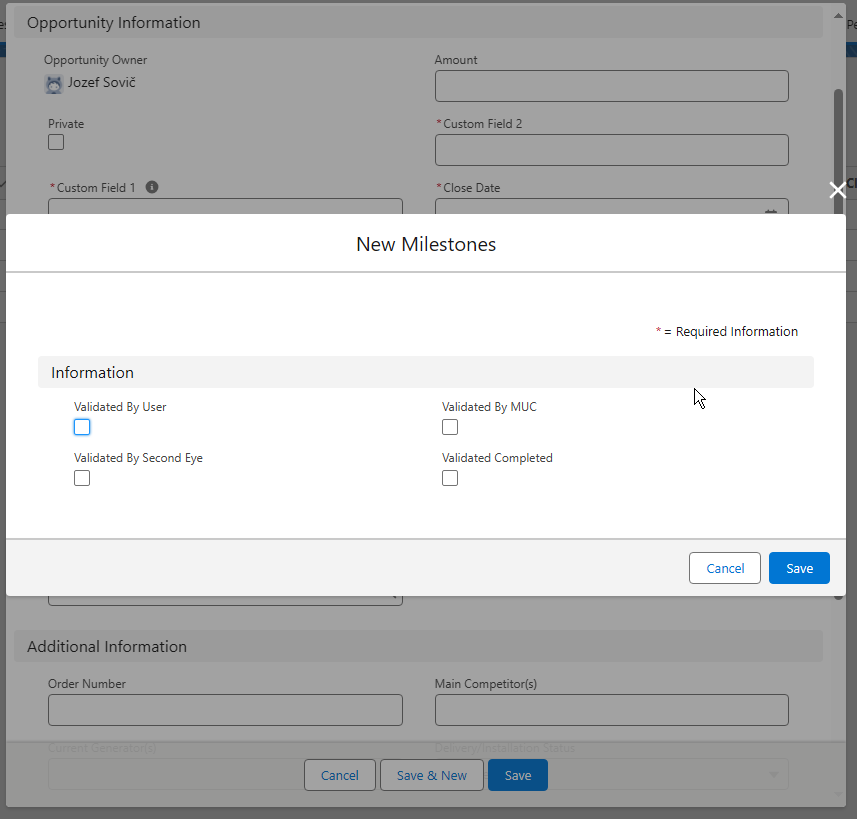 Opportunity Information
Opportunity Owner
Amount
Jozef Sovič
Private
*Custom Field 2
*Custom Field 1
*Close Date
New Milestones
* = Required Information
Information
Validated By User
Validated By MUC
Validated By Second Eye
Validated Completed
Cancel
Save
Additional Information
Order Number
Main Competitor(s)
Current Generator(s)
Delivery/Installation Status
Cancel
Save & New
Save